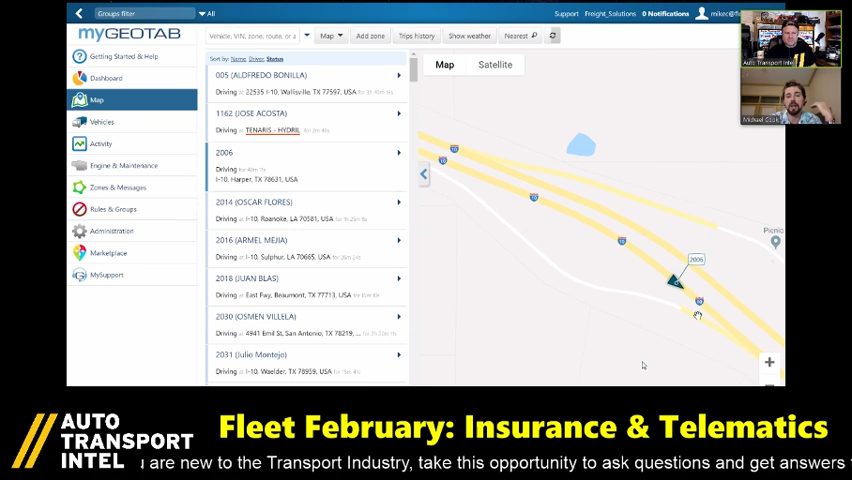 Groups filter
All
Support
Freight_Solutions
0 Notifications
myGEOTAB
Vehicle, VIN, zone, route, or a
Map
Add zone
Trips history
Show weather
Nearest
Getting Started & Help
Dashboard
Map
Vehicles
Activity
Engine & Maintenance
Zones & Messages
Rules & Groups
Administration
Marketplace
MySupport
Sort by: Name, Driver, Status
005 (ALDFREDO BONILLA)
Driving at 22535 I-10, Wallisville, TX 77597, USA
1162 (JOSE ACOSTA)
Driving at TENARIS - HYDRIL
2006
Driving
I-10, Harper, TX 78631, USA
2014 (OSCAR FLORES)
Driving at I-10, Roanoke, LA 70581, USA
2016 (ARMEL MEJIA)
Driving at I-10, Sulphur, LA 70665, USA
2018 (JUAN BLAS)
Driving at East Fwy, Beaumont, TX 77713, USA
2030 (OSMEN VILLELA)
Driving at 4941 Emil St, San Antonio, TX 78219, ...
2031 (Julio Montejo)
Driving at I-10, Waelder, TX 78959, USA
Map
Satellite
10
10
10
10
10
2006
Picnic
Auto Transport Intel
Michael Cook
AUTO
TRANSPORT
INTEL
Fleet February: Insurance & Telematics
are new to the Transport Industry, take this opportunity to ask questions and get answers